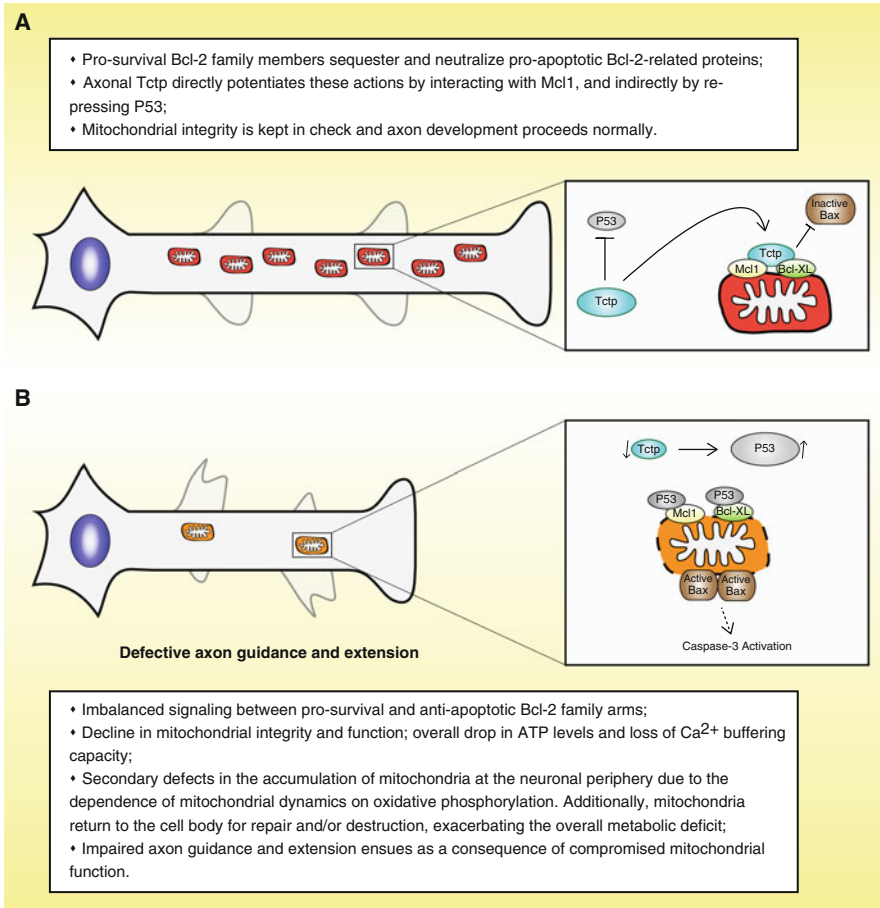 A
• Pro-survival Bcl-2 family members sequester and neutralize pro-apoptotic Bcl-2-related proteins;
• Axonal Tctp directly potentiates these actions by interacting with Mcl1, and indirectly by re-
pressing P53;
• Mitochondrial integrity is kept in check and axon development proceeds normally.
P53
Inactive
Bax
Tctp
Mcl1
Bcl-XL
Tctp
B
Tctp
P53
P53
P53
Mcl1
Bcl-XL
Active
Bax
Active
Bax
Caspase-3 Activation
Defective axon guidance and extension
• Imbalanced signaling between pro-survival and anti-apoptotic Bcl-2 family arms;
• Decline in mitochondrial integrity and function; overall drop in ATP levels and loss of Ca2+ buffering
capacity;
• Secondary defects in the accumulation of mitochondria at the neuronal periphery due to the
dependence of mitochondrial dynamics on oxidative phosphorylation. Additionally, mitochondria
return to the cell body for repair and/or destruction, exacerbating the overall metabolic deficit;
• Impaired axon guidance and extension ensues as a consequence of compromised mitochondrial
function.